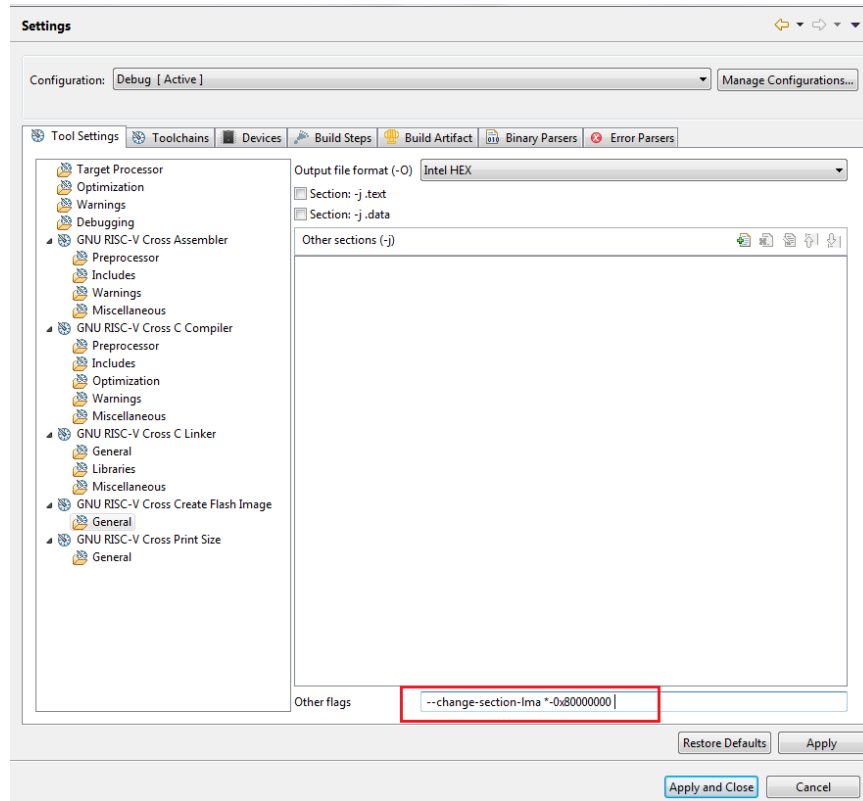 Settings
Configuration: Debug [ Active ] Manage Configurations...
Tool Settings Toolchains Devices Build Steps Build Artifact Binary Parsers Error Parsers
Target Processor
Optimization
Warnings
Debugging
GNU RISC-V Cross Assembler
Preprocessor
Includes
Warnings
Miscellaneous
GNU RISC-V Cross C Compiler
Preprocessor
Includes
Optimization
Warnings
Miscellaneous
GNU RISC-V Cross C Linker
General
Libraries
Miscellaneous
GNU RISC-V Cross Create Flash Image
General
GNU RISC-V Cross Print Size
General
Output file format (-O) Intel HEX
Section: -j .text
Section: -j .data
Other sections (-j)
Other flags --change-section-lma *-0x80000000
Restore Defaults Apply
Apply and Close Cancel